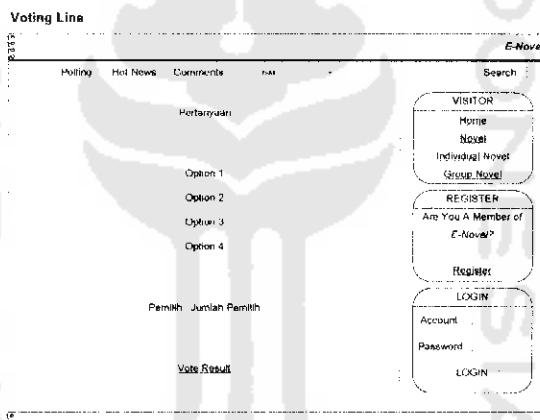 Voting Line
E-Nove
Polling Hot News Comments Search
Pertanyaan
Option 1
Option 2
Option 3
Option 4
Pemilih Jumlah Pemilih
Vote Result
VISITOR
Home
Novel
Individual Novel
Group Novel
REGISTER
Are You A Member of
E-Novel?
Register
LOGIN
Account
Password
LOGIN